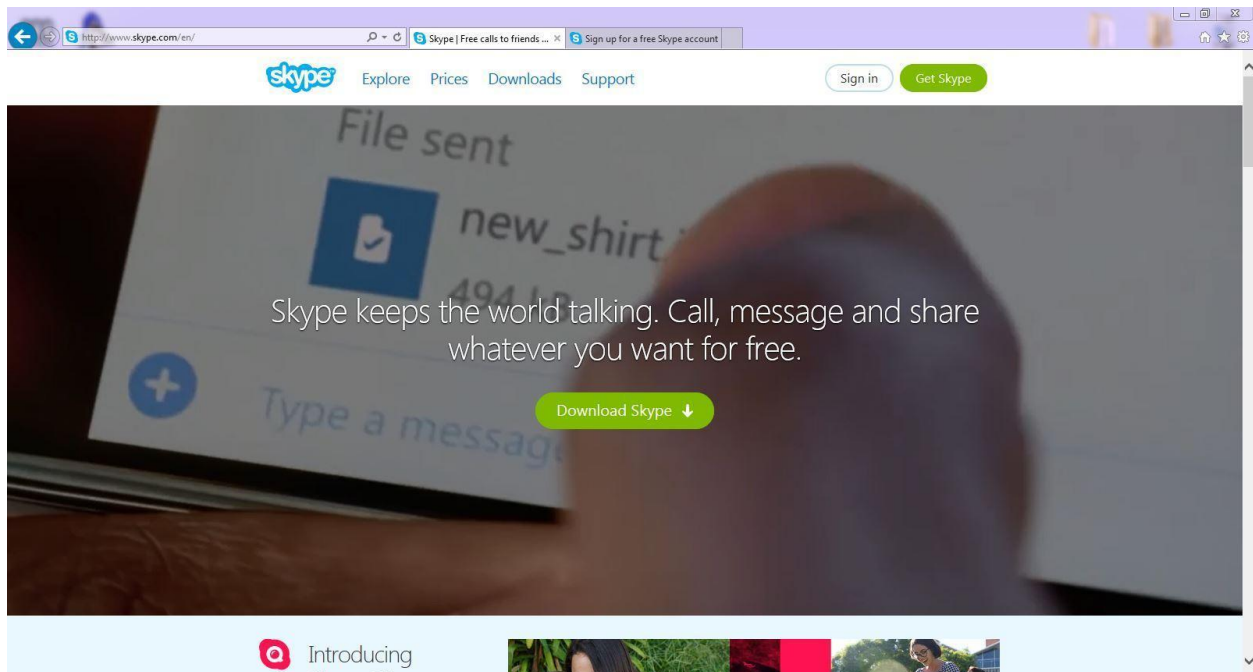 http://www.skype.com/en/
Skype | Free calls to friends ...
Sign up for a free Skype account
skype
Explore
Prices
Downloads
Support
Sign in
Get Skype
File sent
new_shirt
494
Skype keeps the world talking. Call, message and share
whatever you want for free.
Type a message
Download Skype
Introducing